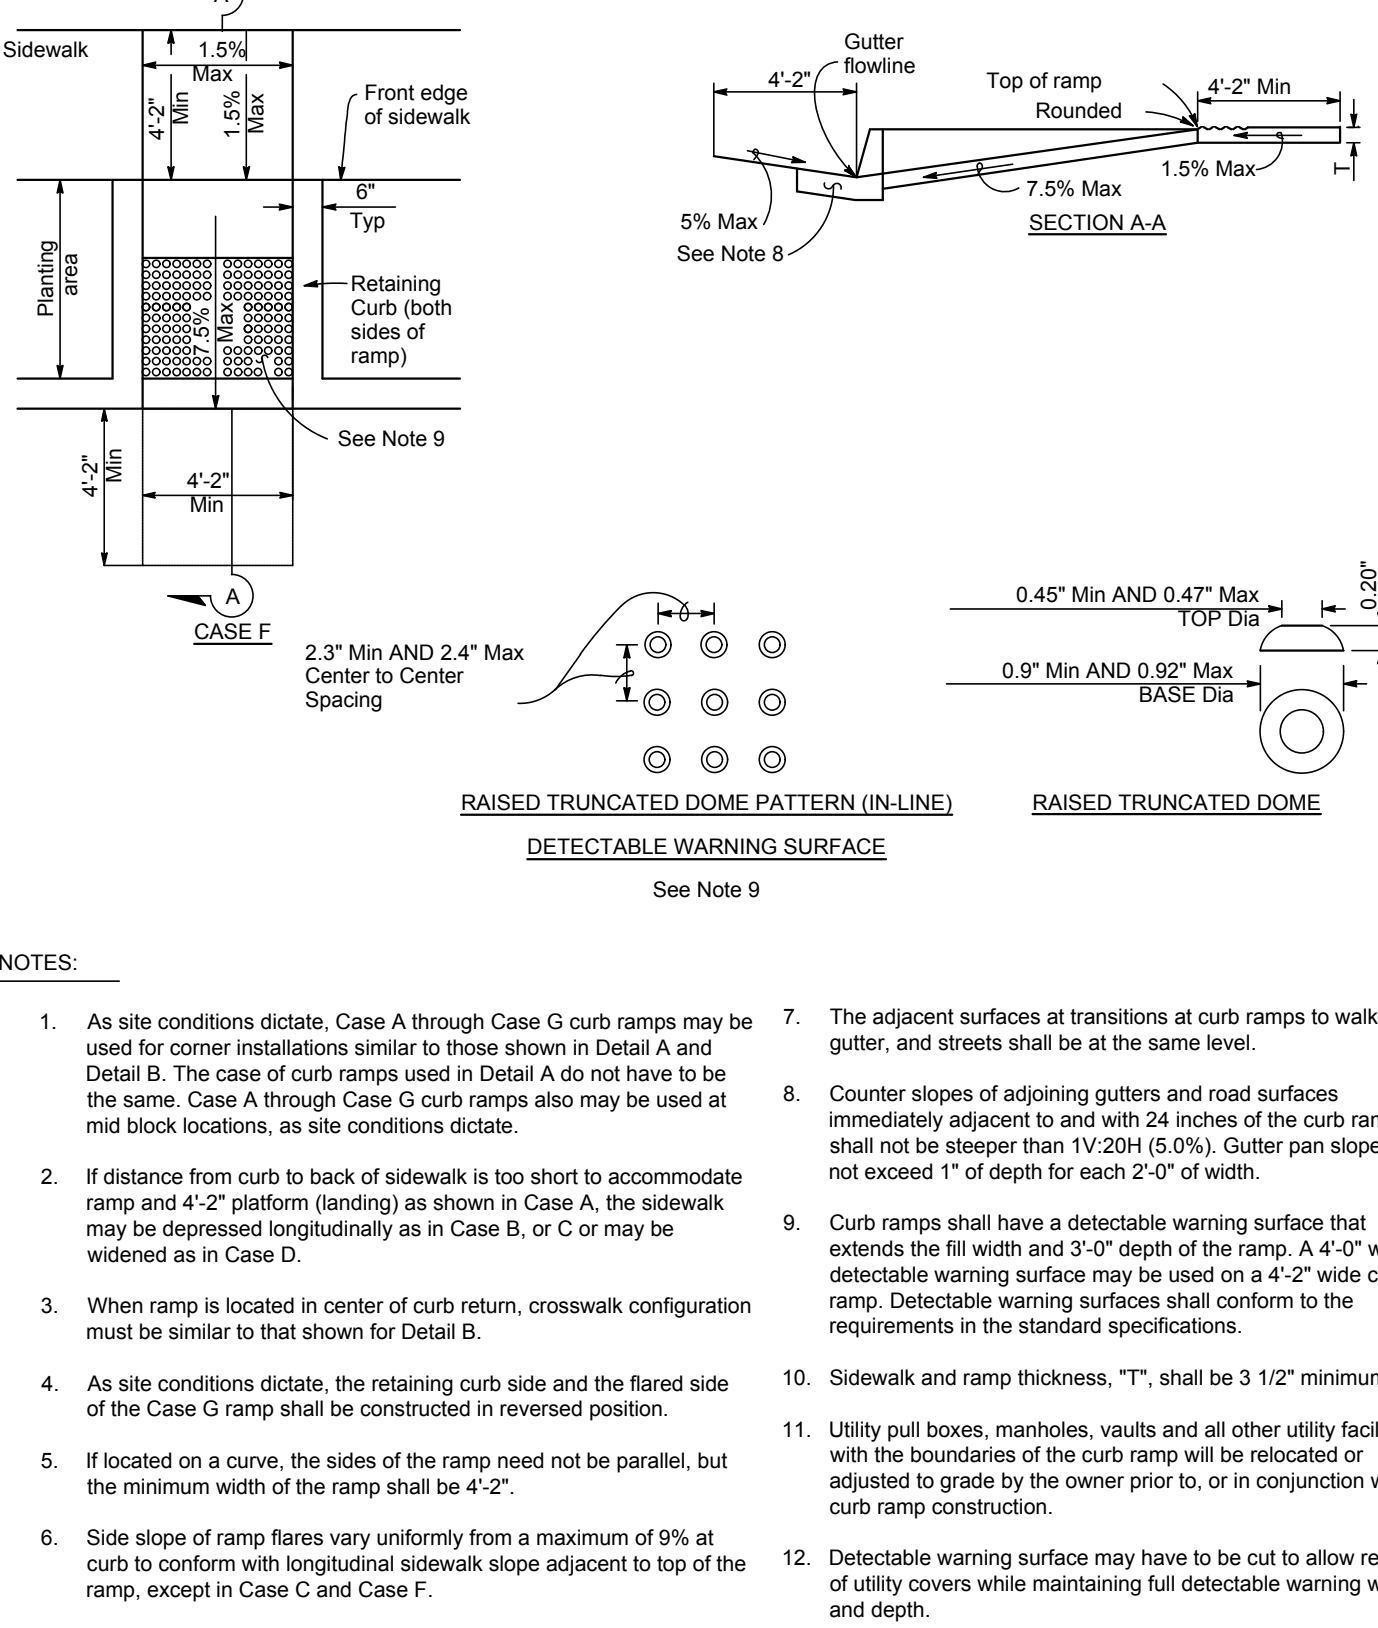 A
Sidewalk
1.5%
Max
4'-2"
Min
1.5%
Max
Front edge
of sidewalk
6"
Typ
Planting
area
7.5%
Max
Retaining
Curb (both
sides of
ramp)
See Note 9
4'-2"
Min
4'-2"
Min
A
CASE F
Gutter
flowline
4'-2"
Top of ramp
Rounded
4'-2" Min
5% Max
See Note 8
7.5% Max
1.5% Max
T
SECTION A-A
2.3" Min AND 2.4" Max
Center to Center
Spacing
RAISED TRUNCATED DOME PATTERN (IN-LINE)
DETECTABLE WARNING SURFACE
See Note 9
0.45" Min AND 0.47" Max
TOP Dia
0.20"
0.9" Min AND 0.92" Max
BASE Dia
RAISED TRUNCATED DOME
NOTES:
1. As site conditions dictate, Case A through Case G curb ramps may be
used for corner installations similar to those shown in Detail A and
Detail B. The case of curb ramps used in Detail A do not have to be
the same. Case A through Case G curb ramps also may be used at
mid block locations, as site conditions dictate.
2. If distance from curb to back of sidewalk is too short to accommodate
ramp and 4'-2" platform (landing) as shown in Case A, the sidewalk
may be depressed longitudinally as in Case B, or C or may be
widened as in Case D.
3. When ramp is located in center of curb return, crosswalk configuration
must be similar to that shown for Detail B.
4. As site conditions dictate, the retaining curb side and the flared side
of the Case G ramp shall be constructed in reversed position.
5. If located on a curve, the sides of the ramp need not be parallel, but
the minimum width of the ramp shall be 4'-2".
6. Side slope of ramp flares vary uniformly from a maximum of 9% at
curb to conform with longitudinal sidewalk slope adjacent to top of the
ramp, except in Case C and Case F.
7. The adjacent surfaces at transitions at curb ramps to walk
gutter, and streets shall be at the same level.
8. Counter slopes of adjoining gutters and road surfaces
immediately adjacent to and with 24 inches of the curb
shall not be steeper than 1V:20H (5.0%). Gutter pan slope
not exceed 1" of depth for each 2'-0" of width.
9. Curb ramps shall have a detectable warning surface that
extends the fill width and 3'-0" depth of the ramp. A 4'-0"
detectable warning surface may be used on a 4'-2" wide
ramp. Detectable warning surfaces shall conform to the
requirements in the standard specifications.
10. Sidewalk and ramp thickness, "T", shall be 3 1/2"
11. Utility pull boxes, manholes, vaults and all other utility
with the boundaries of the curb ramp will be relocated or
adjusted to grade by the owner prior to, or in conjunction
curb ramp construction.
12. Detectable warning surface may have to be cut to allow
of utility covers while maintaining full detectable warning
and depth.